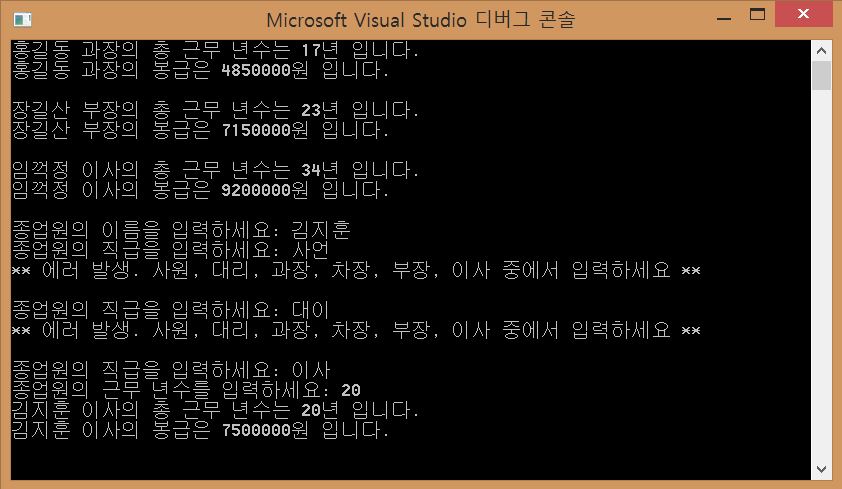 Microsoft Visual Studio 디버그 콘솔
홍길동 과장의 총 근무 년수는 17년 입니다.
홍길동 과장의 봉급은 4850000원 입니다.
장길산 부장의 총 근무 년수는 23년 입니다.
장길산 부장의 봉급은 7150000원 입니다.
임꺽정 이사의 총 근무 년수는 34년 입니다.
임꺽정 이사의 봉급은 9200000원 입니다.
종업원의 이름을 입력하세요: 김지훈
종업원의 직급을 입력하세요: 사언
** 에러 발생. 사원, 대리, 과장, 차장, 부장, 이사 중에서 입력하세요 **
종업원의 직급을 입력하세요: 대이
** 에러 발생. 사원, 대리, 과장, 차장, 부장, 이사 중에서 입력하세요 **
종업원의 직급을 입력하세요: 이사
종업원의 근무 년수를 입력하세요: 20
김지훈 이사의 총 근무 년수는 20년 입니다.
김지훈 이사의 봉급은 7500000원 입니다.